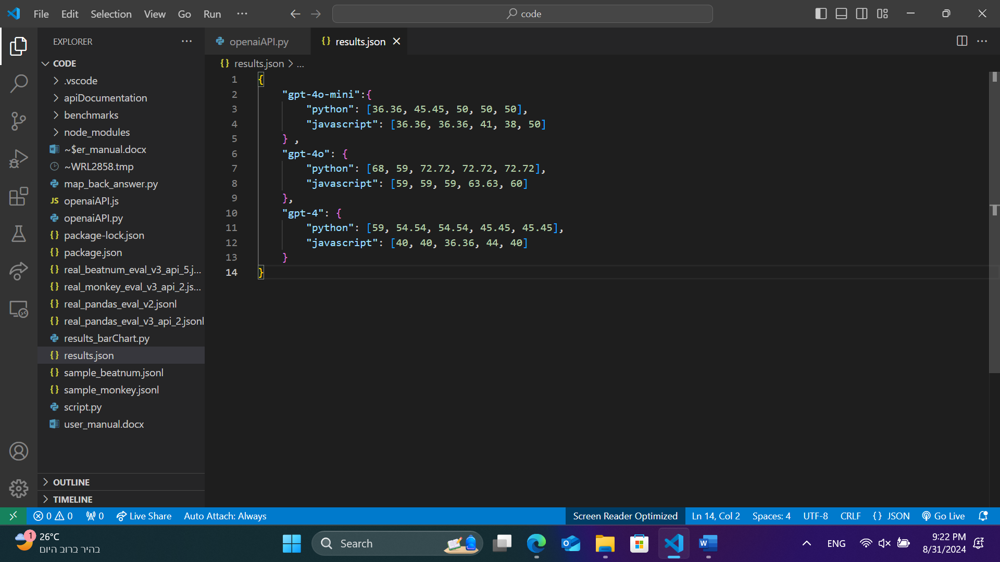 File Edit Selection View Go Run ···
code
EXPLORER ···
CODE
.vscode
apiDocumentation
benchmarks
node_modules
~$er_manual.docx
~WRL2858.tmp
map_back_answer.py
JS openaiAPI.js
openaiAPI.py
{} package-lock.json
{} package.json
{} real_beatnum_eval_v3_api_5.j...
{} real_monkey_eval_v3_api_2.js...
{} real_pandas_eval_v2.jsonl
{} real_pandas_eval_v3_api_2.jsonl
results_barChart.py
{} results.json
{} sample_beatnum.jsonl
{} sample_monkey.jsonl
script.py
user_manual.docx
OUTLINE
TIMELINE
openaiAPI.py
{} results.json
{} results.json > ...
1 {
2 "gpt-4o-mini":{
3 "python": [36.36, 45.45, 50, 50, 50],
4 "javascript": [36.36, 36.36, 41, 38, 50]
5 } ,
6 "gpt-4o": {
7 "python": [68, 59, 72.72, 72.72, 72.72],
8 "javascript": [59, 59, 59, 63.63, 60]
9 },
10 "gpt-4": {
11 "python": [59, 54.54, 54.54, 45.45, 45.45],
12 "javascript": [40, 40, 36.36, 44, 40]
13 }
14 }
0 0 0 Live Share Auto Attach: Always Screen Reader Optimized Ln 14, Col 2 Spaces: 4 UTF-8 CRLF {} JSON Go Live
1 26°C
בהיר ברוב היום
Search
ENG
9:22 PM
8/31/2024